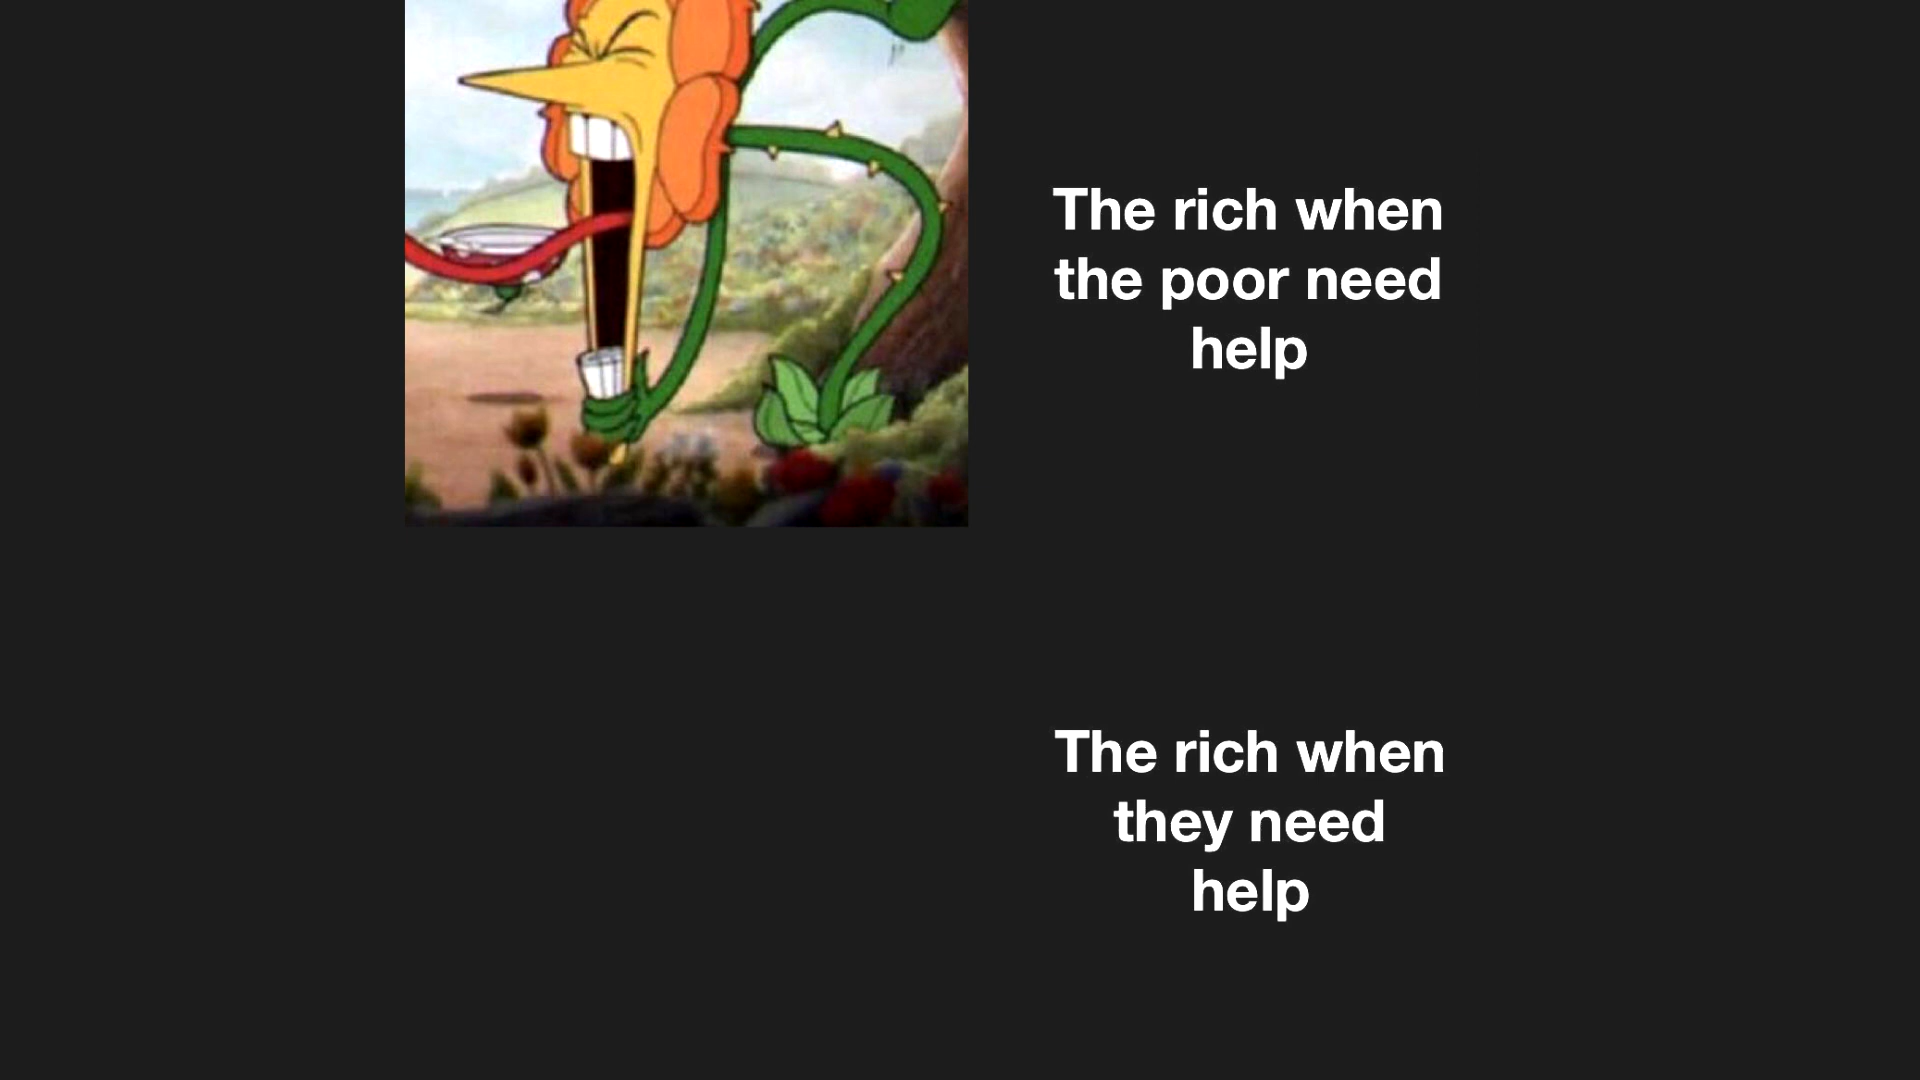 The rich when
the poor need
help
The rich when
they need
help